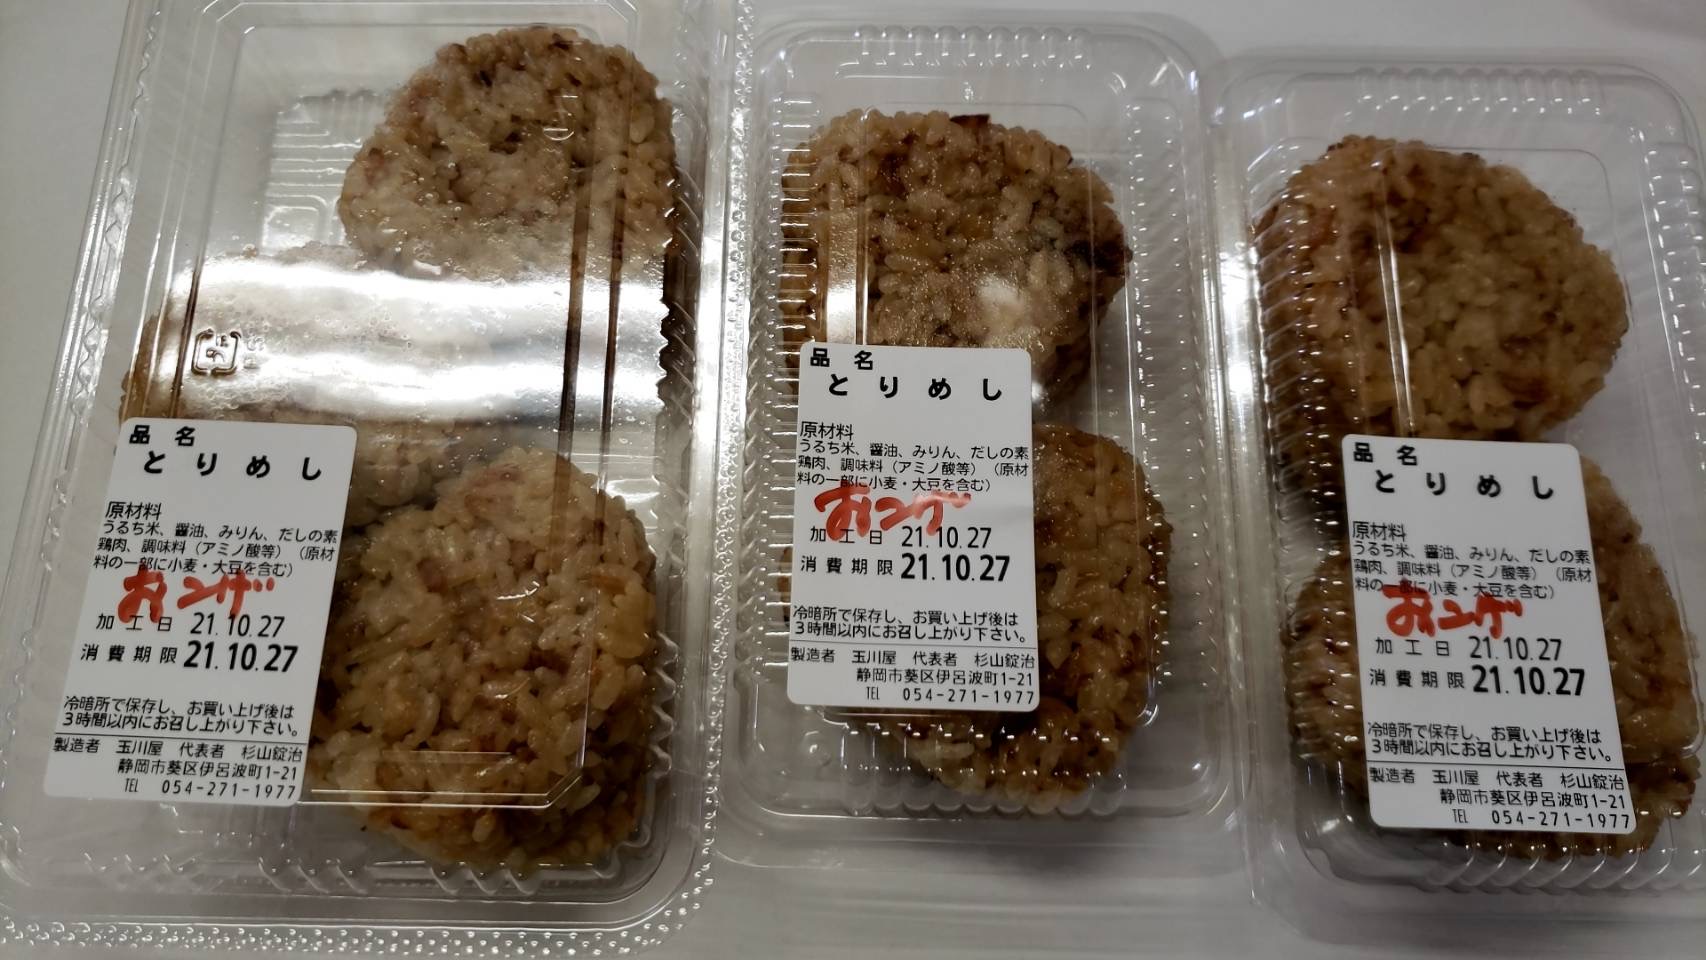 品名
とりめし
原材料
うるち米、醤油、みりん、だしの素
鶏肉、調味料（アミノ酸等）（原材
料の一部に小麦・大豆を含む）
おこげ
加工日 21.10.27
消費期限 21.10.27
冷暗所で保存し、お買い上げ後は
3時間以内にお召し上がり下さい。
製造者 玉川屋 代表者 杉山錠治
静岡市葵区伊呂波町1-21
TEL 054-271-1977
品名
とりめし
原材料
うるち米、醤油、みりん、だしの素
鶏肉、調味料（アミノ酸等）（原材
料の一部に小麦・大豆を含む）
おこげ
加工日 21.10.27
消費期限 21.10.27
冷暗所で保存し、お買い上げ後は
3時間以内にお召し上がり下さい。
製造者 玉川屋 代表者 杉山錠治
静岡市葵区伊呂波町1-21
TEL 054-271-1977
品名
とりめし
原材料
うるち米、醤油、みりん、だしの素
鶏肉、調味料（アミノ酸等）（原材
料の一部に小麦・大豆を含む）
おこげ
加工日 21.10.27
消費期限 21.10.27
冷暗所で保存し、お買い上げ後は
3時間以内にお召し上がり下さい。
製造者 玉川屋 代表者 杉山錠治
静岡市葵区伊呂波町1-21
TEL 054-271-1977